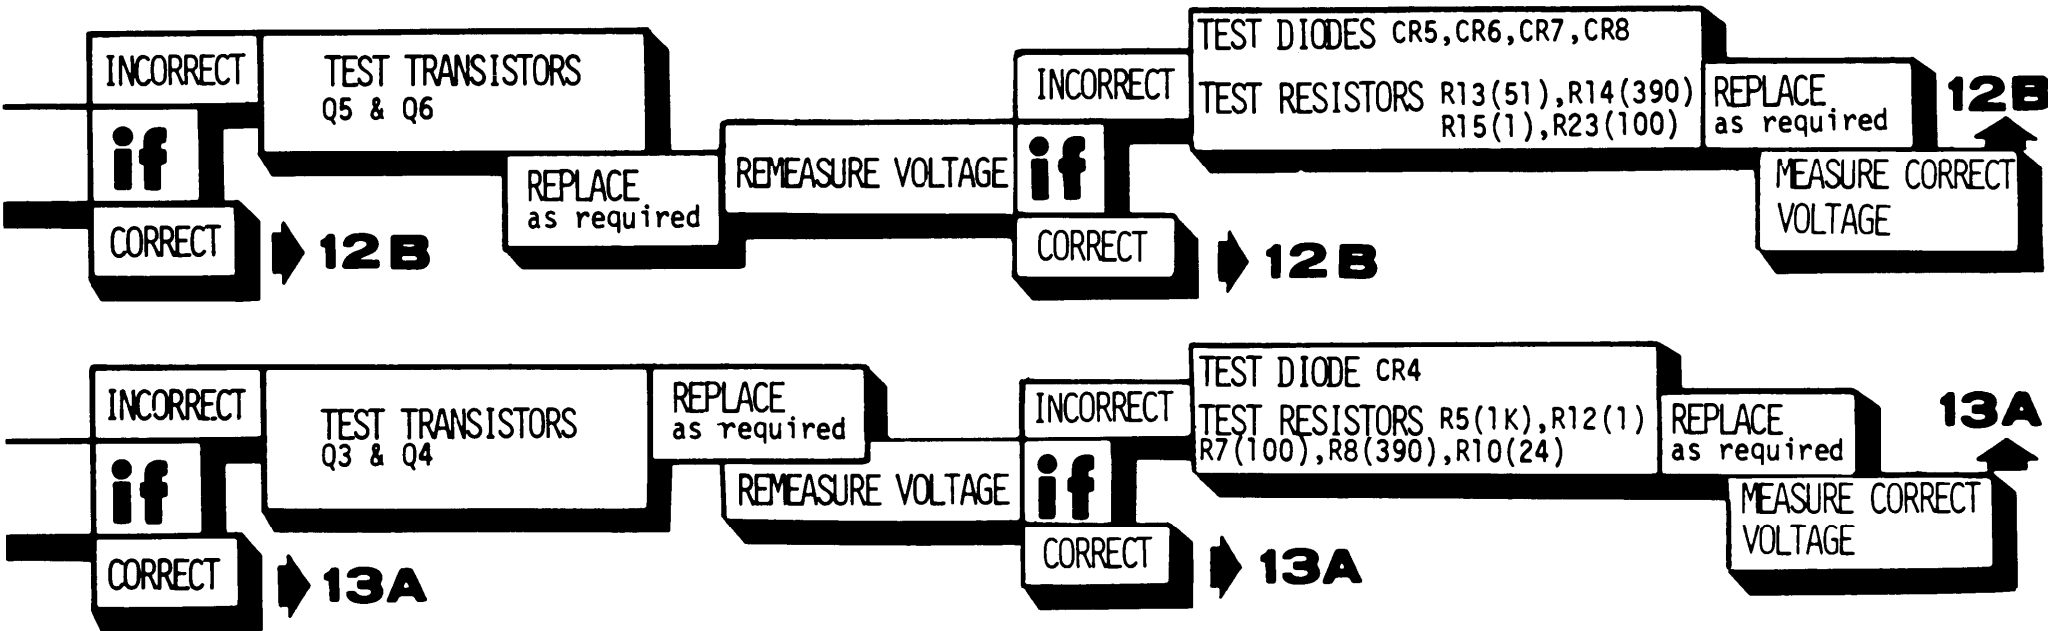 INCORRECT
TEST TRANSISTORS
Q5 & Q6
if
CORRECT
12B
REPLACE
as required
REMEASURE VOLTAGE
INCORRECT
if
CORRECT
12B
TEST DIODES CR5,CR6,CR7,CR8
TEST RESISTORS R13(51),R14(390)
R15(1),R23(100)
REPLACE
as required
12B
MEASURE CORRECT
VOLTAGE
INCORRECT
TEST TRANSISTORS
Q3 & Q4
if
CORRECT
13A
REPLACE
as required
REMEASURE VOLTAGE
INCORRECT
if
CORRECT
13A
TEST DIODE CR4
TEST RESISTORS R5(1K),R12(1)
R7(100),R8(390),R10(24)
REPLACE
as required
13A
MEASURE CORRECT
VOLTAGE